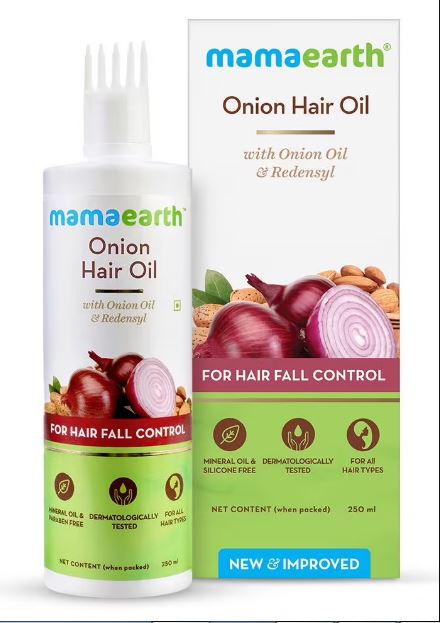 mamaearth®
Onion Hair Oil
with Onion Oil
& Redensyl
FOR HAIR FALL CONTROL
MINERAL OIL &
SILICONE FREE
DERMATOLOGICALLY
TESTED
FOR All
HAIR TYPES
NET CONTENT (when packed) 250 ml
NEW & IMPROVED
mamaearth™
Onion
Hair Oil
with Onion Oil
& Redensyl
FOR HAIR FALL CONTROL
MINERAL OIL &
PARABEN FREE
DERMATOLOGICALLY
TESTED
FOR ALL
HAIR TYPES
NET CONTENT (when packed) 250 ml